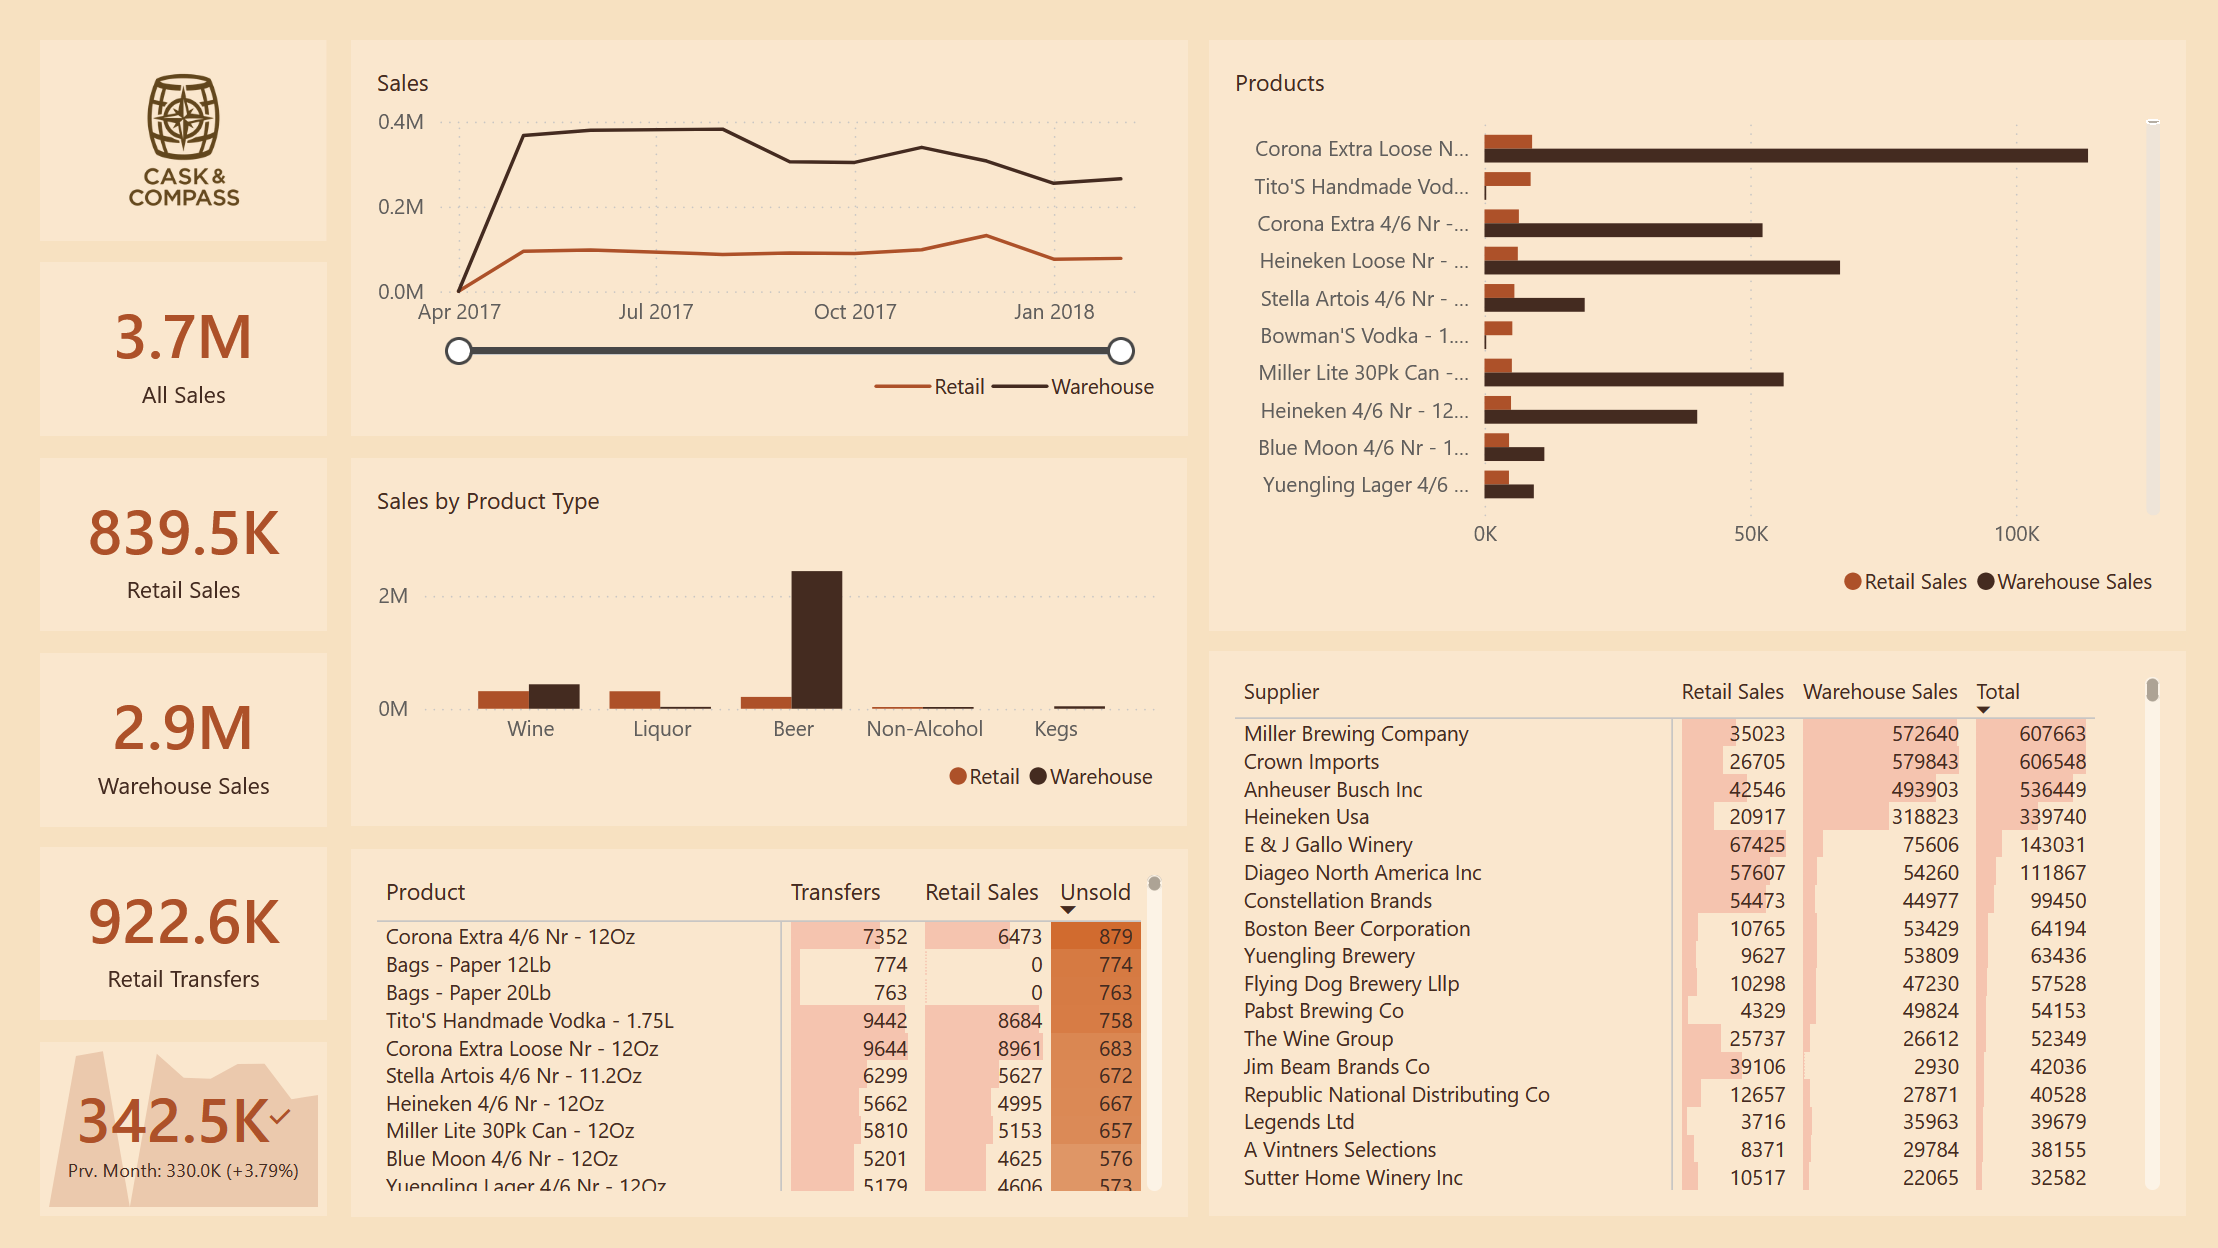 CASK &
COMPASS
3.7M
All Sales
839.5K
Retail Sales
2.9M
Warehouse Sales
922.6K
Retail Transfers
342.5K
Prv. Month: 330.0K (+3.79%)
Sales
0.4M
0.2M
0.0M
Apr 2017 Jul 2017 Oct 2017 Jan 2018
Retail Warehouse
Sales by Product Type
2M
0M
Wine Liquor Beer Non-Alcohol Kegs
Retail Warehouse
Product Transfers Retail Sales Unsold
Corona Extra 4/6 Nr - 12Oz 7352 6473 879
Bags - Paper 12Lb 774 0 774
Bags - Paper 20Lb 763 0 763
Tito'S Handmade Vodka - 1.75L 9442 8684 758
Corona Extra Loose Nr - 12Oz 9644 8961 683
Stella Artois 4/6 Nr - 11.2Oz 6299 5627 672
Heineken 4/6 Nr - 12Oz 5662 4995 667
Miller Lite 30Pk Can - 12Oz 5810 5153 657
Blue Moon 4/6 Nr - 12Oz 5201 4625 576
Yuengling Lager 4/6 Nr - 12Oz 5179 4606 573
Products
Corona Extra Loose N...
Tito'S Handmade Vod...
Corona Extra 4/6 Nr -...
Heineken Loose Nr - ...
Stella Artois 4/6 Nr - ...
Bowman'S Vodka - 1....
Miller Lite 30Pk Can -...
Heineken 4/6 Nr - 12...
Blue Moon 4/6 Nr - 1...
Yuengling Lager 4/6 ...
0K 50K 100K
Retail Sales Warehouse Sales
Supplier Retail Sales Warehouse Sales Total
Miller Brewing Company 35023 572640 607663
Crown Imports 26705 579843 606548
Anheuser Busch Inc 42546 493903 536449
Heineken Usa 20917 318823 339740
E & J Gallo Winery 67425 75606 143031
Diageo North America Inc 57607 54260 111867
Constellation Brands 54473 44977 99450
Boston Beer Corporation 10765 53429 64194
Yuengling Brewery 9627 53809 63436
Flying Dog Brewery Lllp 10298 47230 57528
Pabst Brewing Co 4329 49824 54153
The Wine Group 25737 26612 52349
Jim Beam Brands Co 39106 2930 42036
Republic National Distributing Co 12657 27871 40528
Legends Ltd 3716 35963 39679
A Vintners Selections 8371 29784 38155
Sutter Home Winery Inc 10517 22065 32582